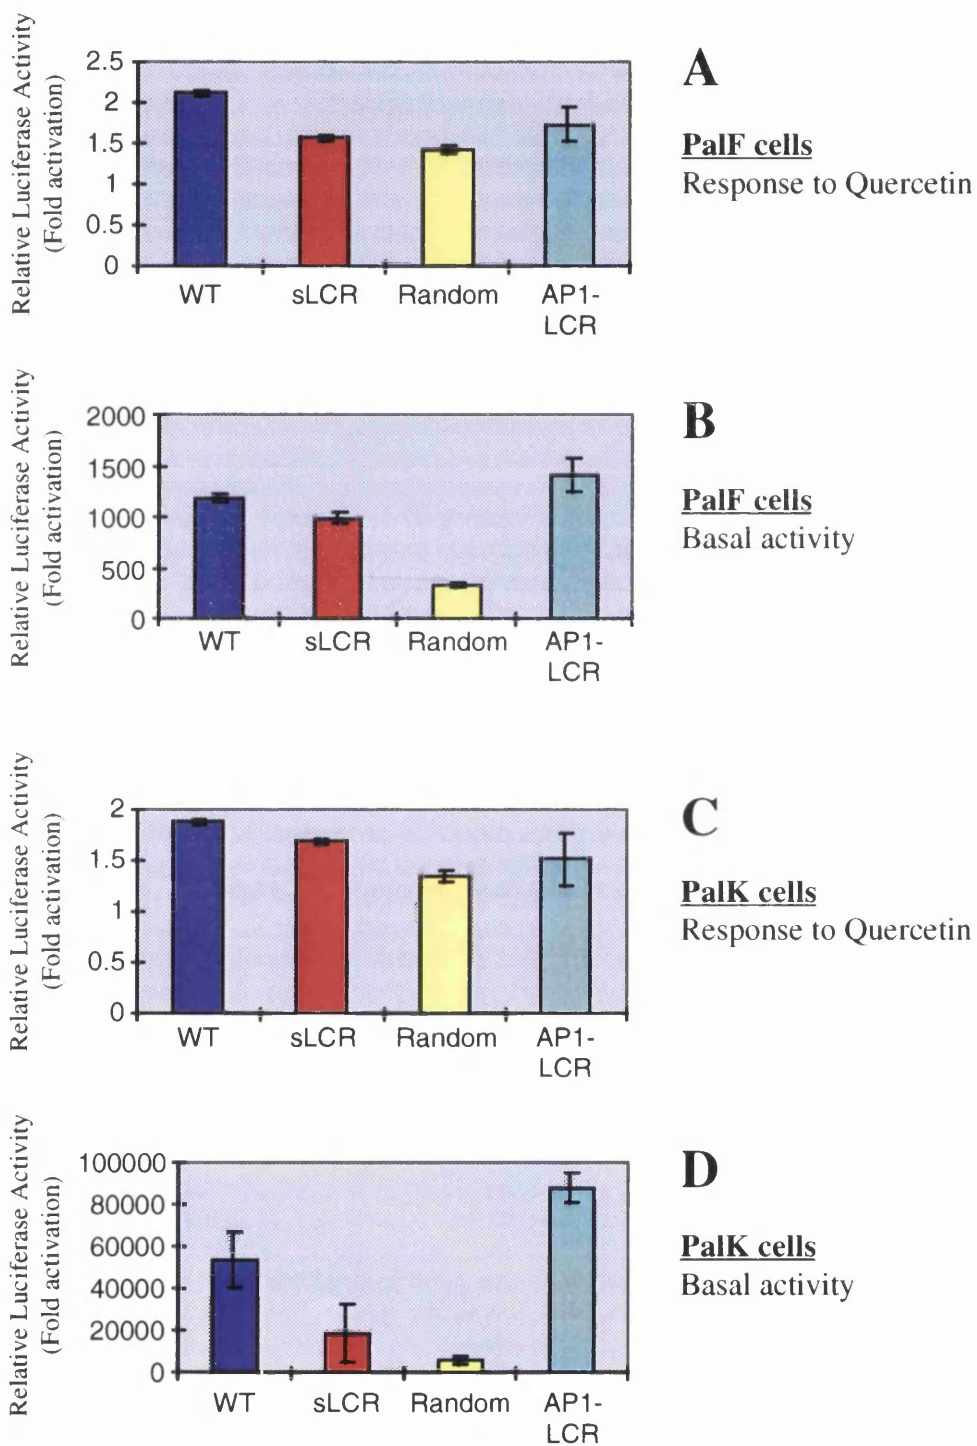 Relative Luciferase Activity
(Fold activation)
2.5
2
1.5
1
0.5
0
WT
sLCR
Random
AP1-
LCR
A
PalF cells
Response to Quercetin
Relative Luciferase Activity
(Fold activation)
2000
1500
1000
500
0
WT
sLCR
Random
AP1-
LCR
B
PalF cells
Basal activity
Relative Luciferase Activity
(Fold activation)
2
1.5
1
0.5
0
WT
sLCR
Random
AP1-
LCR
C
PalK cells
Response to Quercetin
Relative Luciferase Activity
(Fold activation)
100000
80000
60000
40000
20000
0
WT
sLCR
Random
AP1-
LCR
D
PalK cells
Basal activity